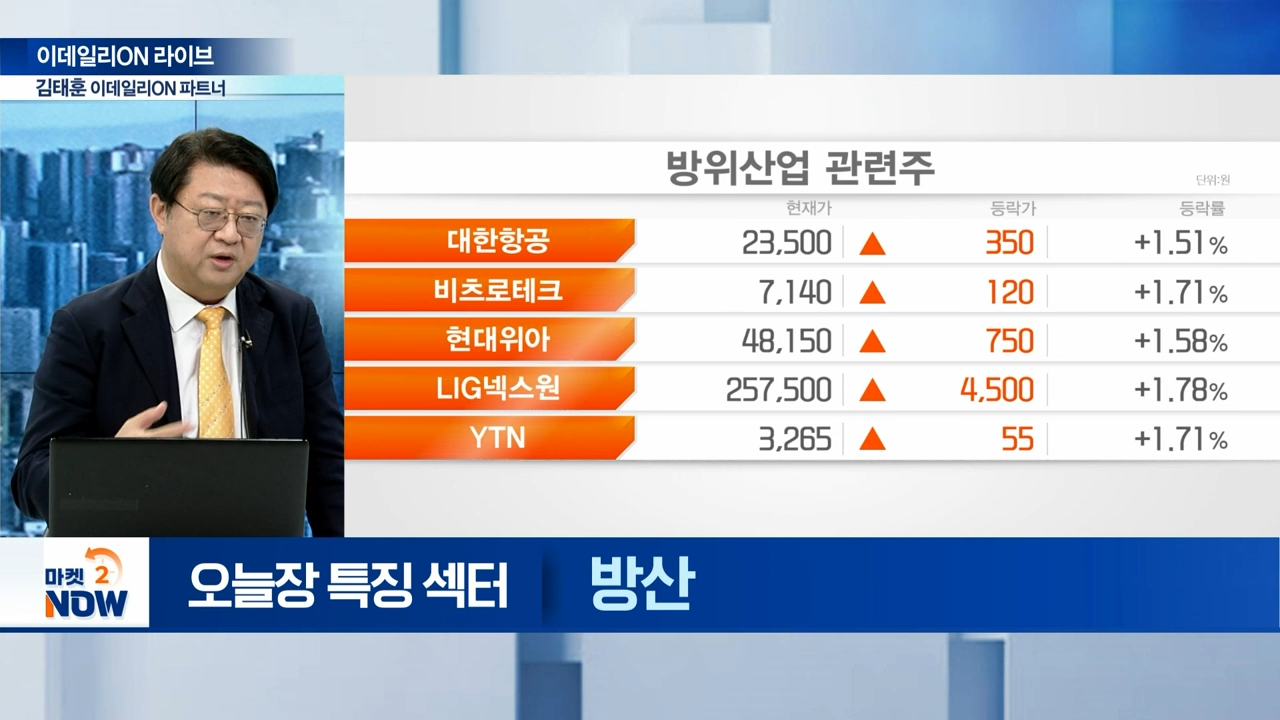 이데일리ON 라이브
김태훈 이데일리ON 파트너
방위산업 관련주
단위:원
현재가 등락가 등락률
대한항공 23,500 ▲ 350 +1.51%
비츠로테크 7,140 ▲ 120 +1.71%
현대위아 48,150 ▲ 750 +1.58%
LIG넥스원 257,500 ▲ 4,500 +1.78%
YTN 3,265 ▲ 55 +1.71%
마켓 2
NOW
오늘장 특징 섹터 방산